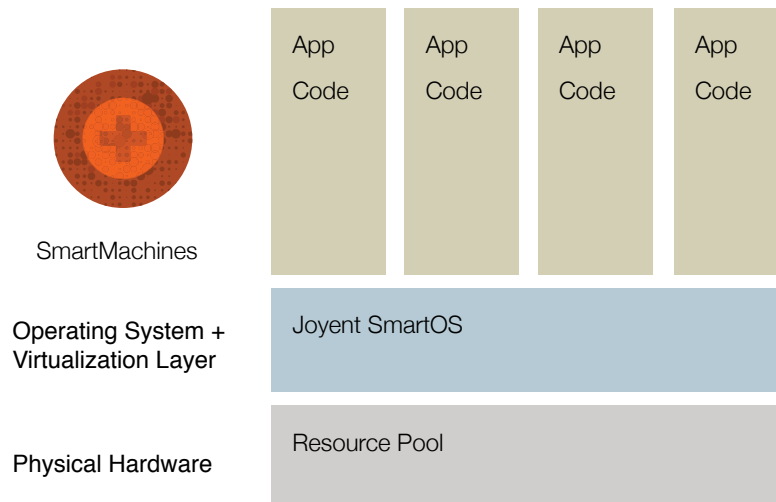 App
Code
App
Code
App
Code
App
Code
SmartMachines
Operating System +
Virtualization Layer
Joyent SmartOS
Physical Hardware
Resource Pool